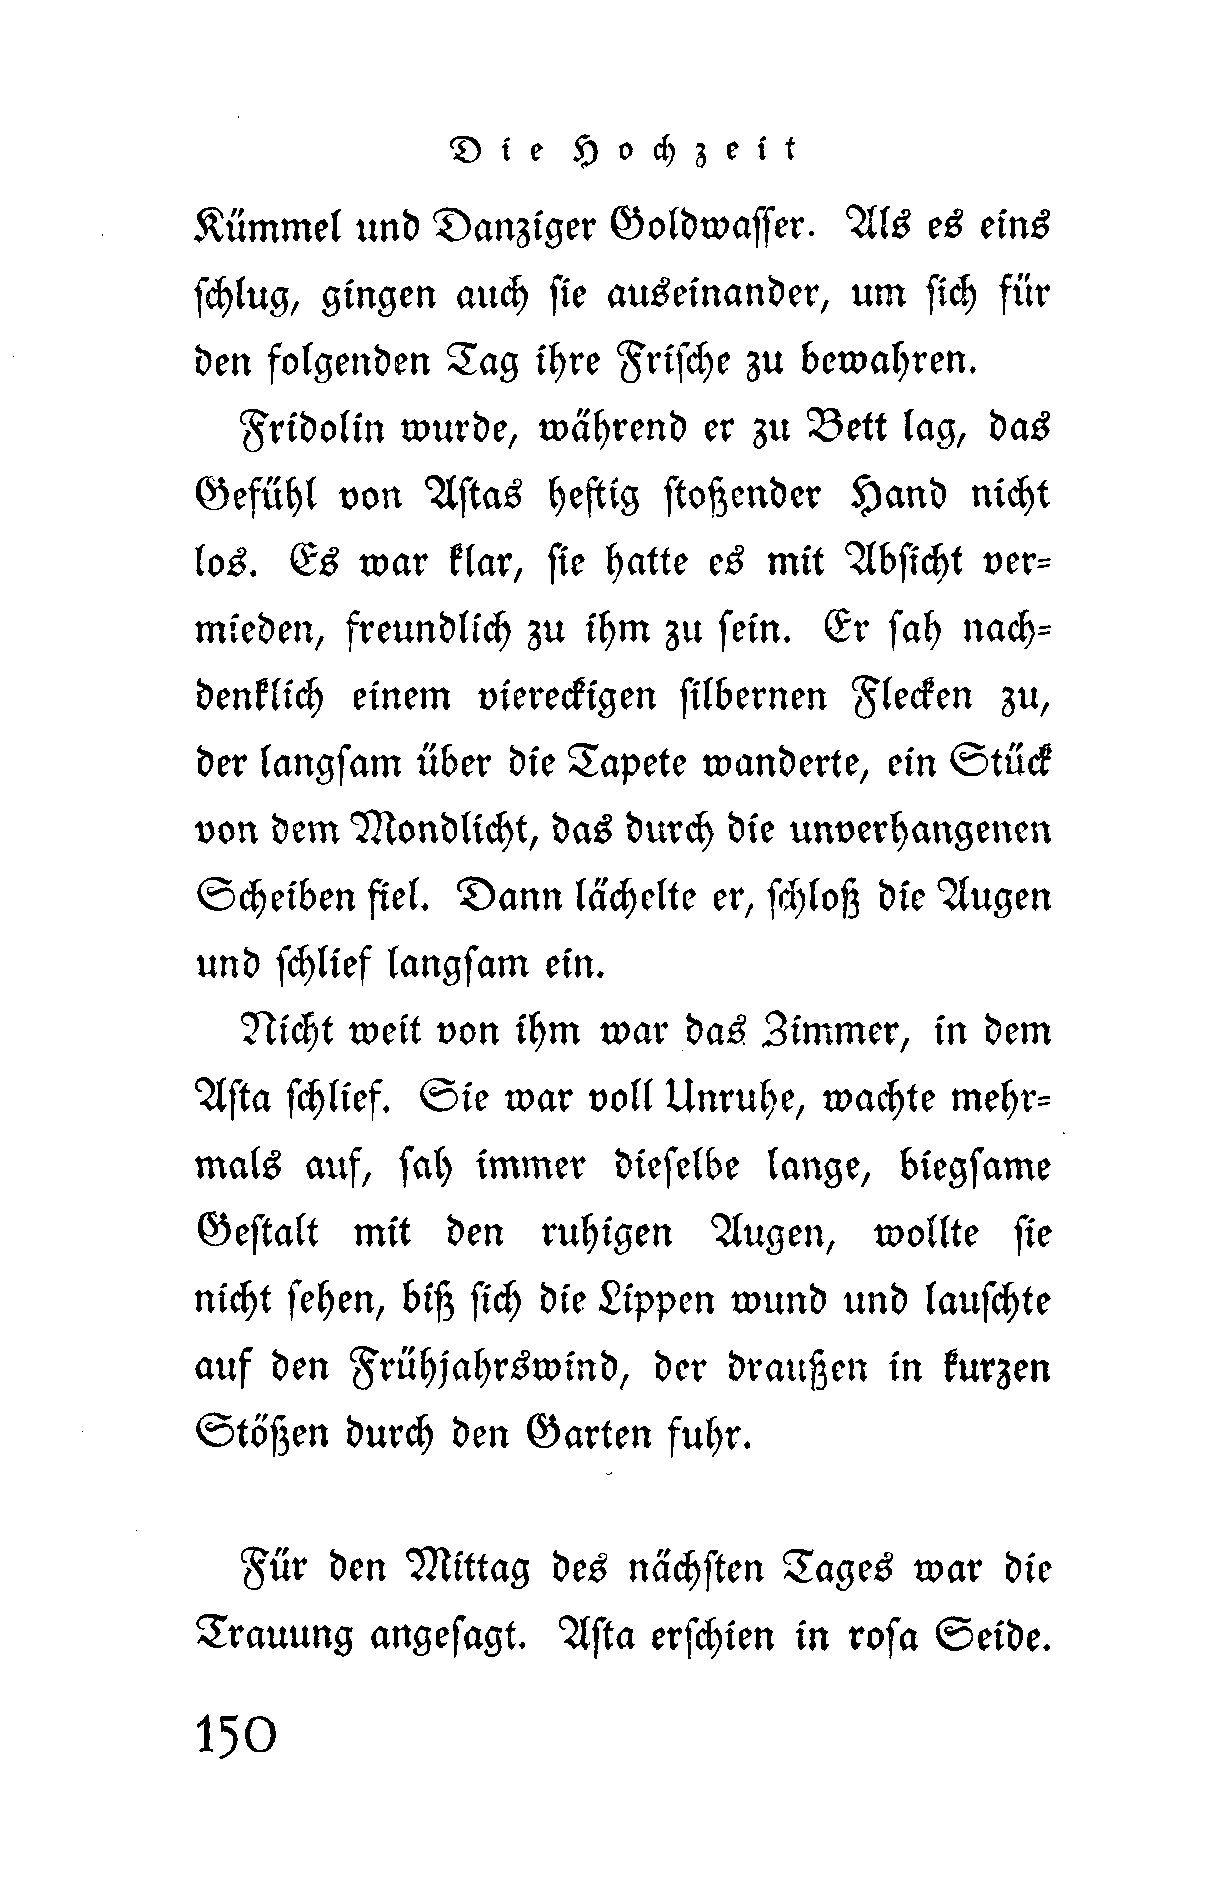 Die Hochzeit
Kümmel und Danziger Goldwasser. Als es eins
schlug, gingen auch sie auseinander, um sich für
den folgenden Tag ihre Frische zu bewahren.
Fridolin wurde, während er zu Bett lag, das
Gefühl von Astas heftig stoßender Hand nicht
los. Es war klar, sie hatte es mit Absicht ver-
mieden, freundlich zu ihm zu sein. Er sah nach-
denklich einem viereckigen silbernen Flecken zu,
der langsam über die Tapete wanderte, ein Stück
von dem Mondlicht, das durch die unverhangenen
Scheiben fiel. Dann lächelte er, schloß die Augen
und schlief langsam ein.
Nicht weit von ihm war das Zimmer, in dem
Asta schlief. Sie war voll Unruhe, wachte mehr-
mals auf, sah immer dieselbe lange, biegsame
Gestalt mit den ruhigen Augen, wollte sie
nicht sehen, biß sich die Lippen wund und lauschte
auf den Frühjahrswind, der draußen in kurzen
Stößen durch den Garten fuhr.
Für den Mittag des nächsten Tages war die
Trauung angesagt. Asta erschien in rosa Seide.
150